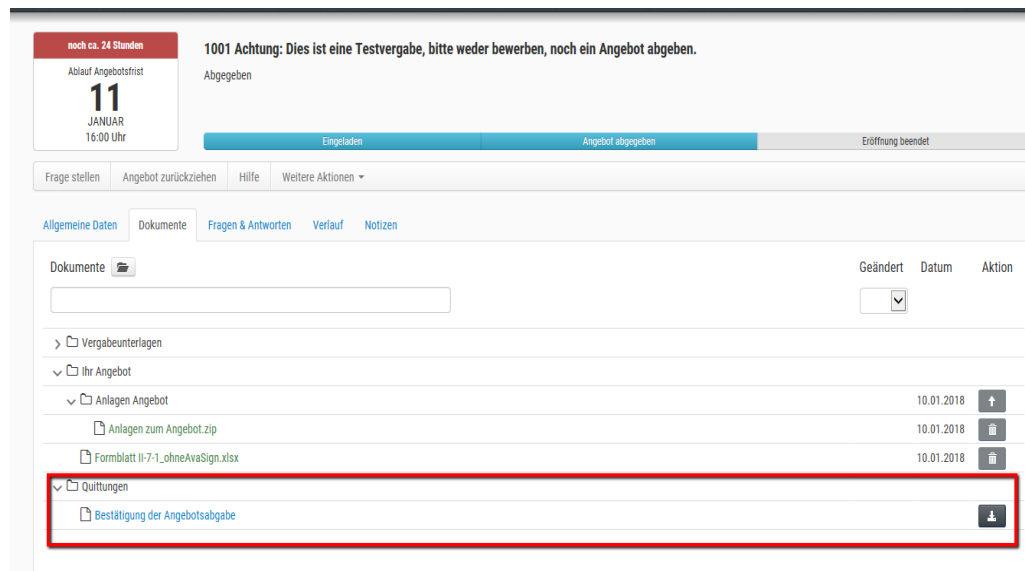 noch ca. 24 Stunden
Ablauf Angebotsfrist
11
JANUAR
16:00 Uhr
1001 Achtung: Dies ist eine Testvergabe, bitte weder bewerben, noch ein Angebot abgeben.
Abgegeben
Eingeladen Angebot abgegeben Eröffnung beendet
Frage stellen Angebot zurückziehen Hilfe Weitere Aktionen
Allgemeine Daten Dokumente Fragen & Antworten Verlauf Notizen
Dokumente Geändert Datum Aktion
Vergabeunterlagen
Ihr Angebot
Anlagen Angebot 10.01.2018
Anlagen zum Angebot.zip 10.01.2018
Formblatt II-7-1_ohneAvaSign.xlsx 10.01.2018
Quittungen
Bestätigung der Angebotsabgabe